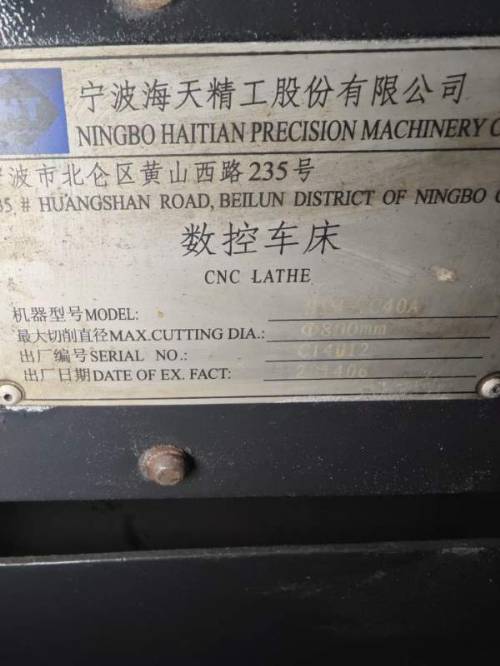 宁波海天精工股份有限公司
NINGBO HAITIAN PRECISION MACHINERY
波市北仑区黄山西路235号
# HUANGSHAN ROAD, BEILUN DISTRICT OF NINGBO
数控车床
CNC LATHE
机器型号MODEL:
最大切削直径MAX.CUTTING DIA.:
出厂编号SERIAL NO.: C14012
出厂日期DATE OF EX. FACT: